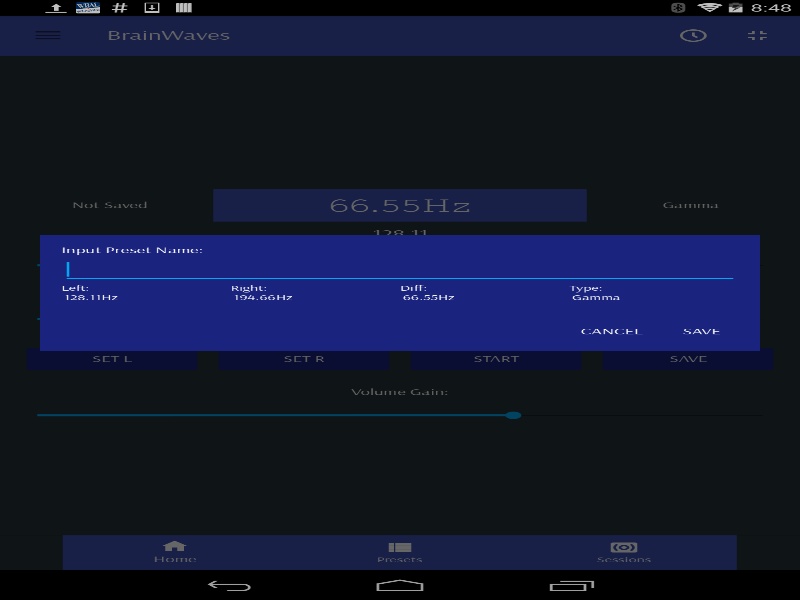 WBAL
#
8:48
BrainWaves
Not Saved
66.55Hz
Gamma
128.11
Input Preset Name:
Left: Right: Diff: Type:
128.11Hz 194.66Hz 66.55Hz Gamma
CANCEL SAVE
SET L SET R START SAVE
Volume Gain:
Home Presets Sessions